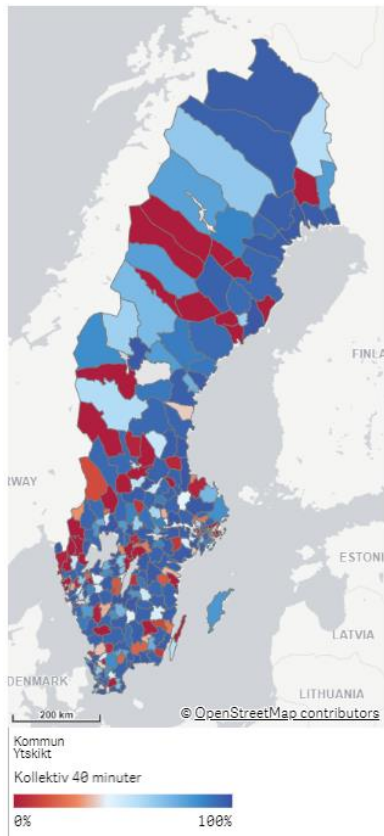 FINLA
RWAY
ESTONI
LATVIA
DENMARK
LITHUANIA
200 km
© OpenStreetMap contributors
Kommun
Ytskikt
Kollektiv 40 minuter
0% 100%